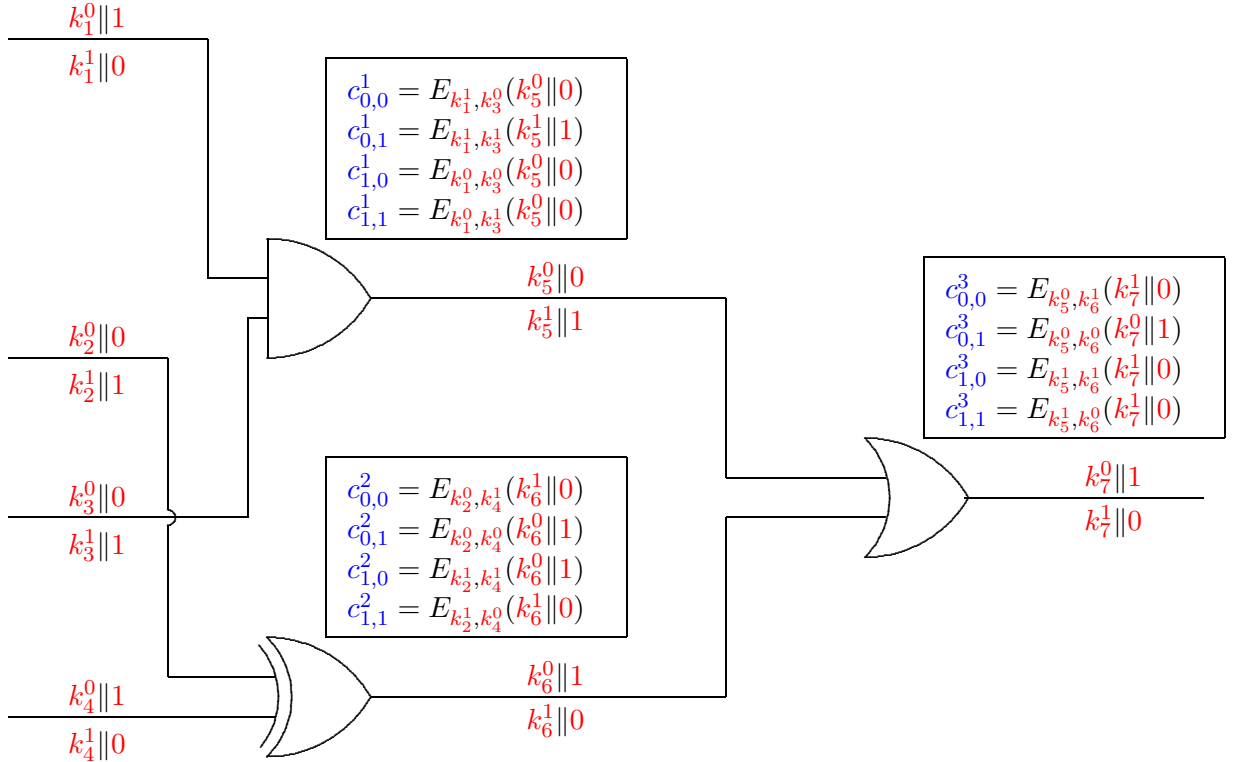 k_1^0‖1
k_1^1‖0
c_{0,0}^1 = E_{k_1^1,k_3^0}(k_5^0‖0)
c_{0,1}^1 = E_{k_1^1,k_3^1}(k_5^1‖1)
c_{1,0}^1 = E_{k_1^0,k_3^0}(k_5^0‖0)
c_{1,1}^1 = E_{k_1^0,k_3^1}(k_5^0‖0)
k_5^0‖0
k_5^1‖1
k_2^0‖0
k_2^1‖1
c_{0,0}^3 = E_{k_5^0,k_6^1}(k_7^1‖0)
c_{0,1}^3 = E_{k_5^0,k_6^0}(k_7^0‖1)
c_{1,0}^3 = E_{k_5^1,k_6^1}(k_7^1‖0)
c_{1,1}^3 = E_{k_5^1,k_6^0}(k_7^1‖0)
k_3^0‖0
k_3^1‖1
c_{0,0}^2 = E_{k_2^0,k_4^1}(k_6^1‖0)
c_{0,1}^2 = E_{k_2^0,k_4^0}(k_6^0‖1)
c_{1,0}^2 = E_{k_2^1,k_4^1}(k_6^0‖1)
c_{1,1}^2 = E_{k_2^1,k_4^0}(k_6^1‖0)
k_7^0‖1
k_7^1‖0
k_4^0‖1
k_4^1‖0
k_6^0‖1
k_6^1‖0